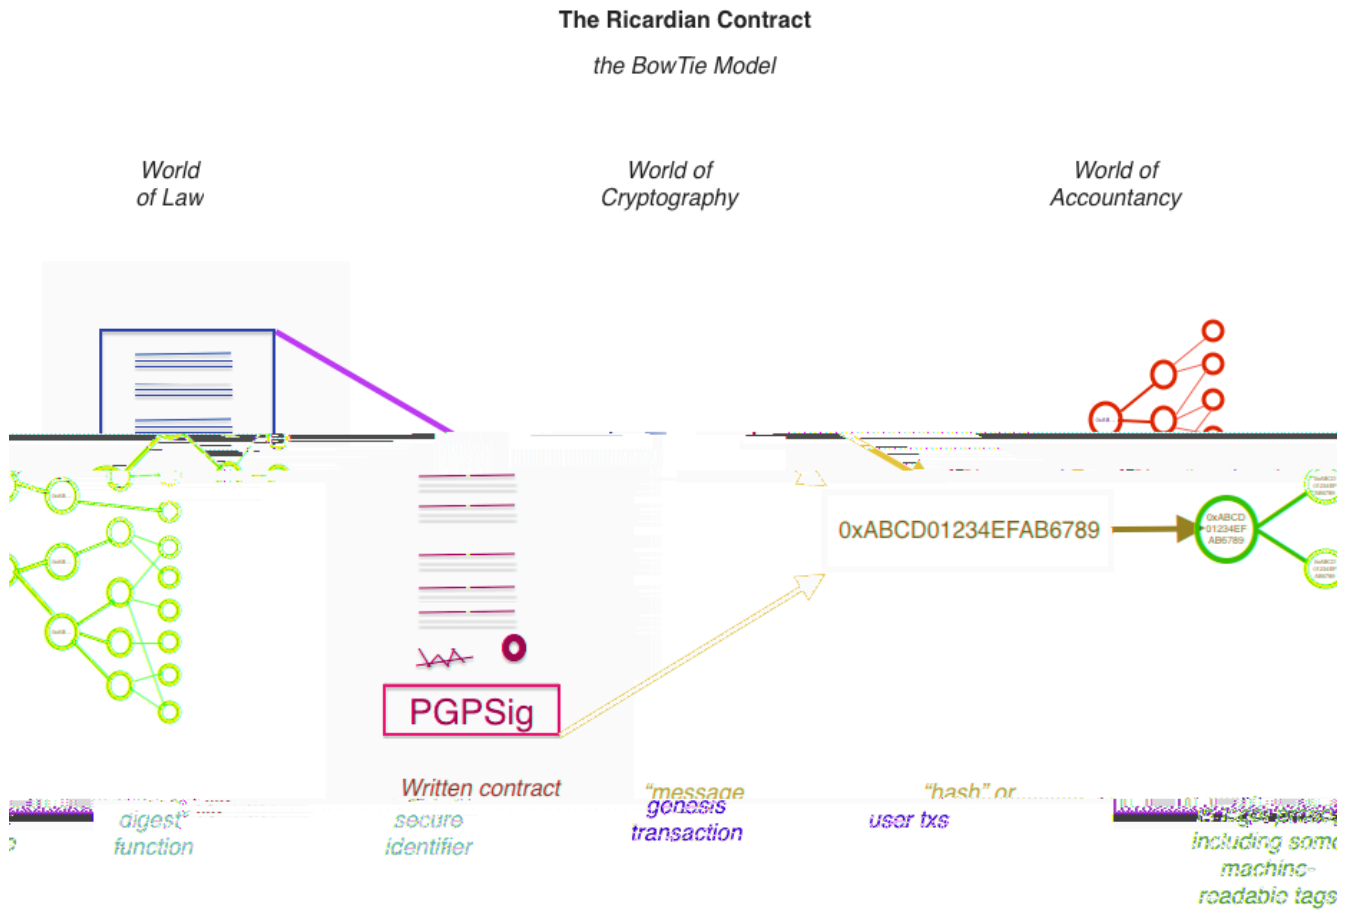 The Ricardian Contract
the BowTie Model
World
of Law
World of
Cryptography
World of
Accountancy
0xABCD01234EFAB6789
0xABCD
01234EF
AB6789
PGPSig
Written contract
"message
"hash" or
genesis
transaction
user txs
digest"
function
secure
identifier
including some
machine-
readable tags